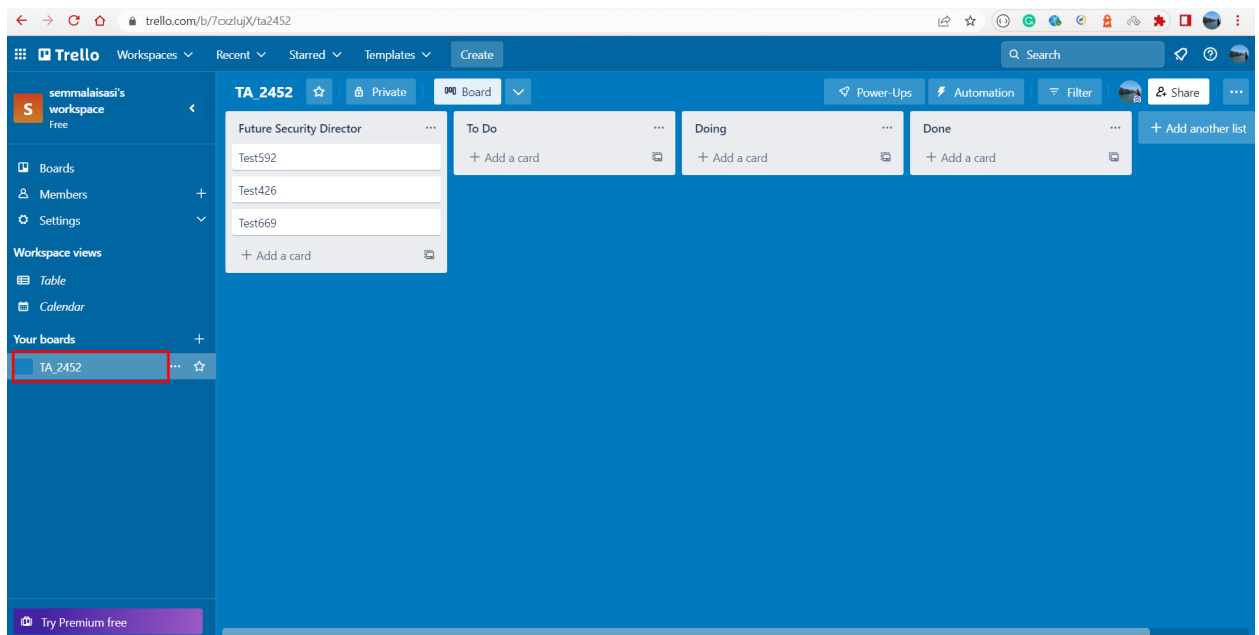 trello.com/b/7cxzlujX/ta2452
Trello Workspaces Recent Starred Templates Create Search
semmalaisasi's
workspace
Free
S
TA_2452 Private Board Power-Ups Automation Filter Share
Boards
Members
Settings
Workspace views
Table
Calendar
Your boards
TA_2452
Try Premium free
Future Security Director
Test592
Test426
Test669
+ Add a card
To Do
+ Add a card
Doing
+ Add a card
Done
+ Add a card
+ Add another list